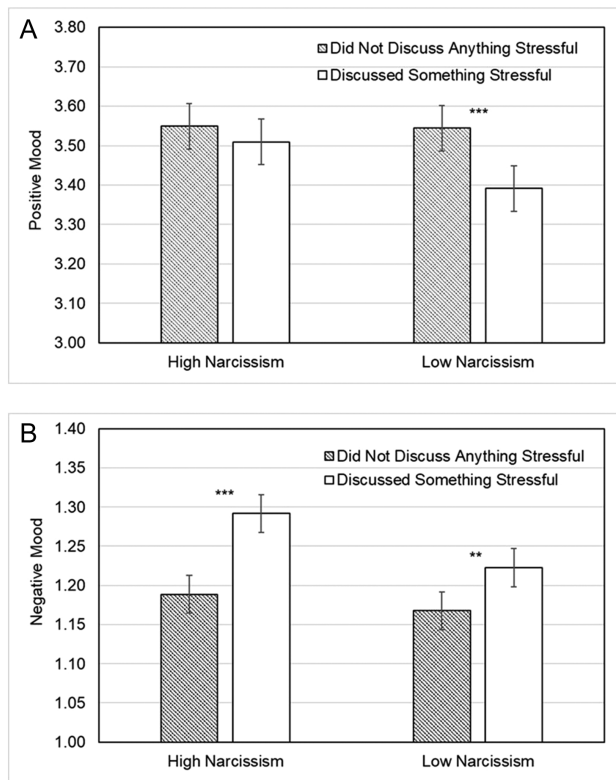 A
3.80
3.70
3.60
3.50
3.40
3.30
3.20
3.10
3.00
Positive Mood
Did Not Discuss Anything Stressful
Discussed Something Stressful
***
High Narcissism Low Narcissism
B
1.40
1.35
1.30
1.25
1.20
1.15
1.10
1.05
1.00
Negative Mood
Did Not Discuss Anything Stressful
Discussed Something Stressful
***
**
High Narcissism Low Narcissism